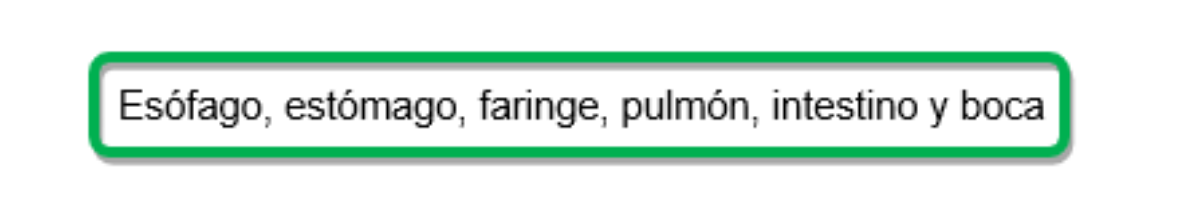 Esófago, estómago, faringe, pulmón, intestino y boca